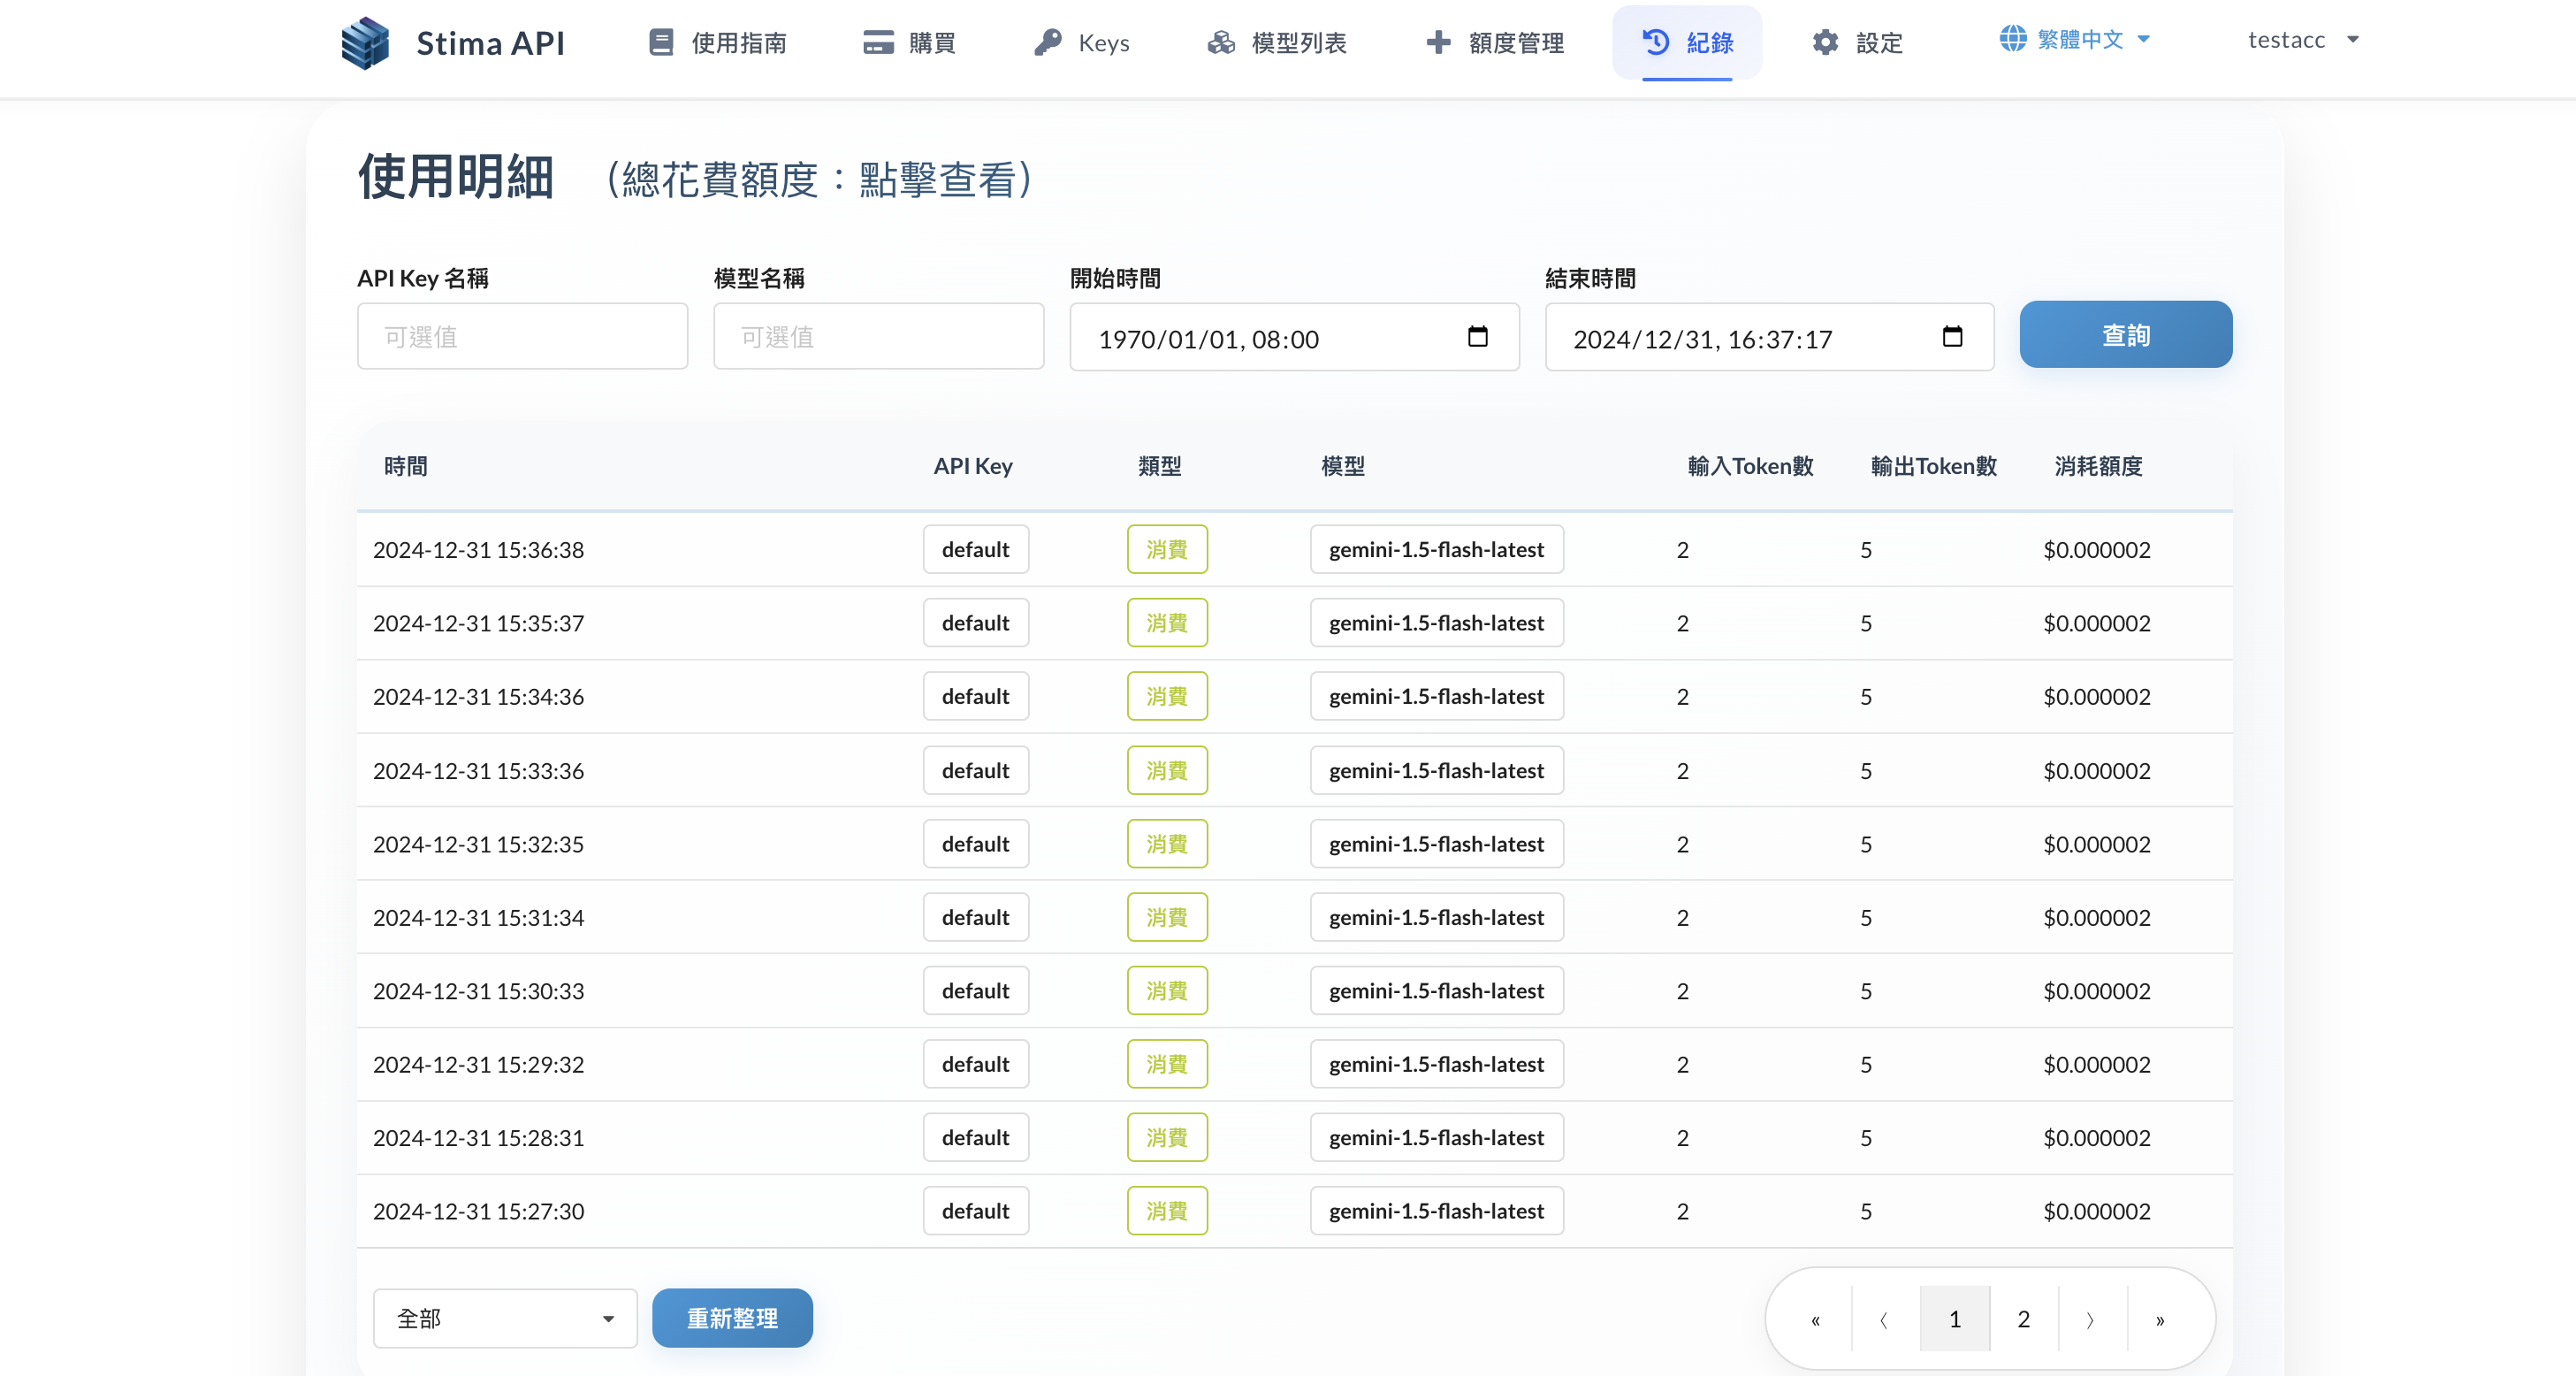 Stima API 使用指南 購買 Keys 模型列表 額度管理 紀錄 設定 繁體中文 testacc
使用明細 (總花費額度：點擊查看)
API Key 名稱 模型名稱 開始時間 結束時間
可選值 可選值 1970/01/01, 08:00 2024/12/31, 16:37:17 查詢
時間 API Key 類型 模型 輸入Token數 輸出Token數 消耗額度
2024-12-31 15:36:38 default 消費 gemini-1.5-flash-latest 2 5 $0.000002
2024-12-31 15:35:37 default 消費 gemini-1.5-flash-latest 2 5 $0.000002
2024-12-31 15:34:36 default 消費 gemini-1.5-flash-latest 2 5 $0.000002
2024-12-31 15:33:36 default 消費 gemini-1.5-flash-latest 2 5 $0.000002
2024-12-31 15:32:35 default 消費 gemini-1.5-flash-latest 2 5 $0.000002
2024-12-31 15:31:34 default 消費 gemini-1.5-flash-latest 2 5 $0.000002
2024-12-31 15:30:33 default 消費 gemini-1.5-flash-latest 2 5 $0.000002
2024-12-31 15:29:32 default 消費 gemini-1.5-flash-latest 2 5 $0.000002
2024-12-31 15:28:31 default 消費 gemini-1.5-flash-latest 2 5 $0.000002
2024-12-31 15:27:30 default 消費 gemini-1.5-flash-latest 2 5 $0.000002
全部 重新整理 « 〈 1 2 〉 »